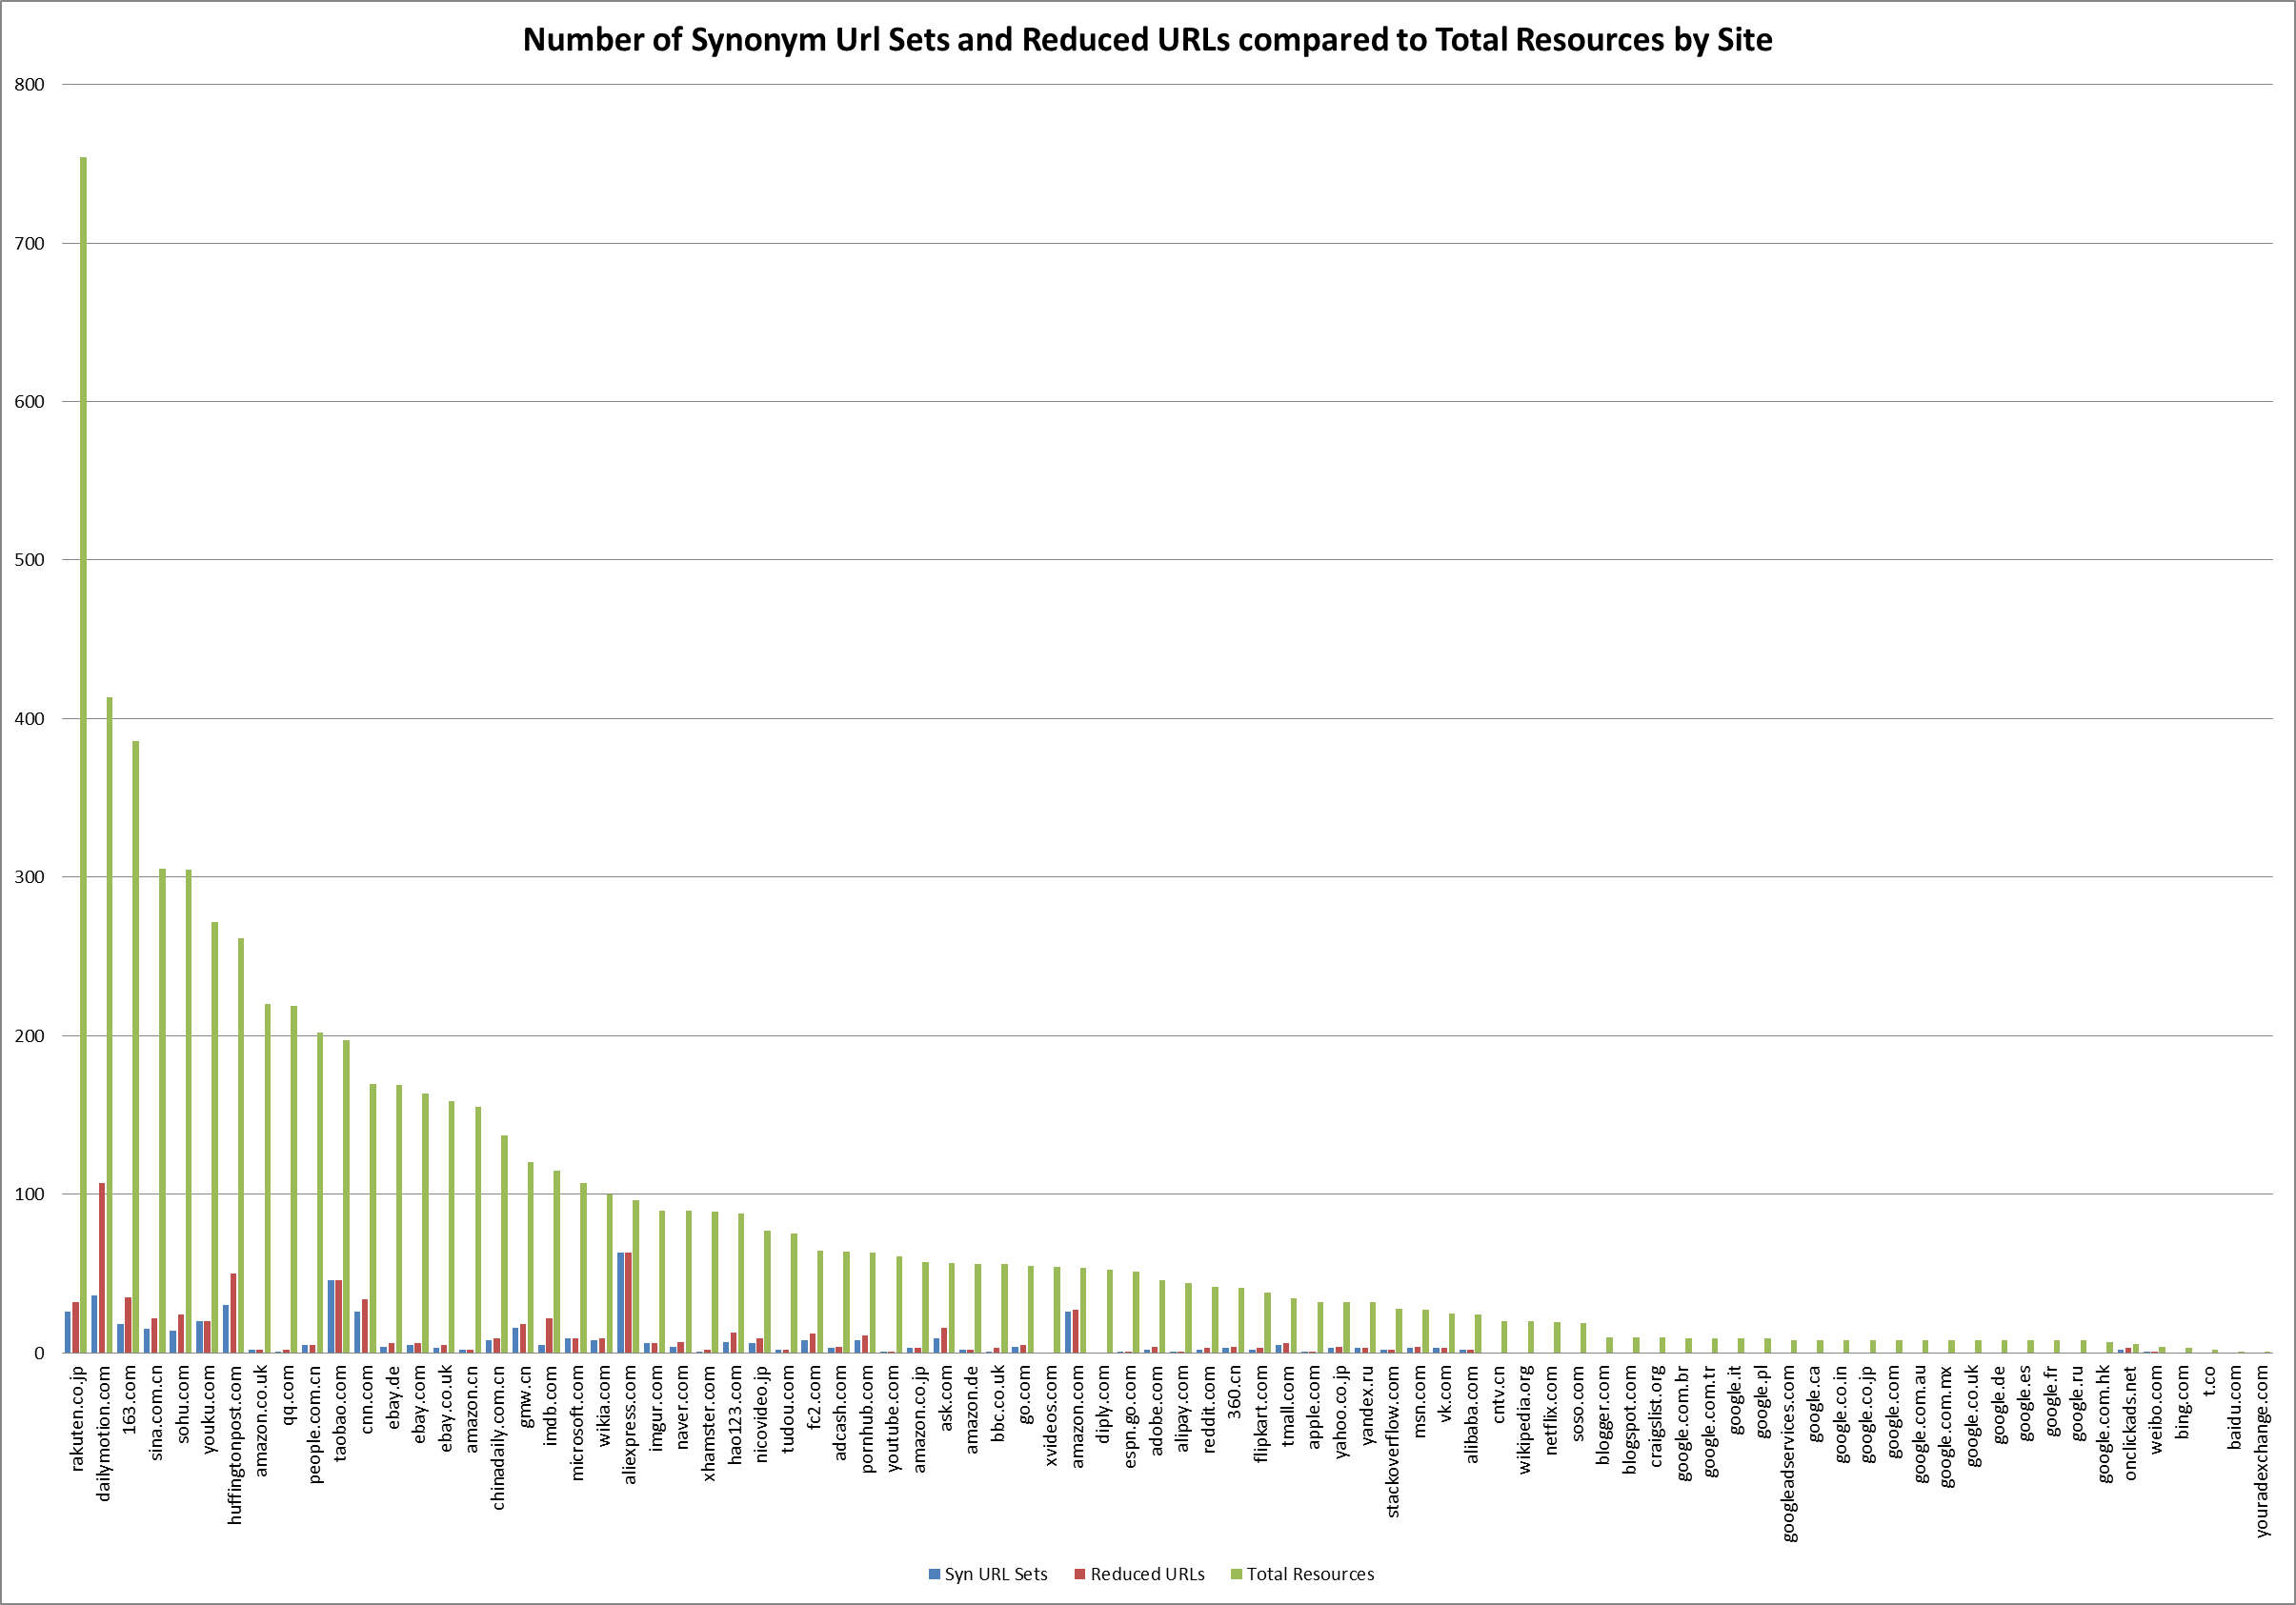 Number of Synonym Url Sets and Reduced URLs compared to Total Resources by Site
800
700
600
500
400
300
200
100
0
rakuten.co.jp
dailymotion.com
163.com
sina.com.cn
sohu.com
youku.com
huffingtonpost.com
amazon.co.uk
qq.com
people.com.cn
taobao.com
cnn.com
ebay.de
ebay.com
ebay.co.uk
amazon.cn
chinadaily.com.cn
gmw.cn
imdb.com
microsoft.com
wikia.com
aliexpress.com
imgur.com
naver.com
xhamster.com
hao123.com
nicovideo.jp
tudou.com
fc2.com
adcash.com
pornhub.com
youtube.com
amazon.co.jp
ask.com
amazon.de
bbc.co.uk
go.com
xvideos.com
amazon.com
diply.com
espn.go.com
adobe.com
alipay.com
reddit.com
360.cn
flipkart.com
tmall.com
apple.com
yahoo.co.jp
yandex.ru
stackoverflow.com
msn.com
vk.com
alibaba.com
cntv.cn
wikipedia.org
netflix.com
soso.com
blogger.com
blogspot.com
craigslist.org
google.com.br
google.com.tr
google.it
google.pl
googleadservices.com
google.ca
google.co.in
google.co.jp
google.com
google.com.au
google.com.mx
google.co.uk
google.de
google.es
google.fr
google.ru
google.com.hk
onclickads.net
weibo.com
bing.com
t.co
baidu.com
youradexchange.com
Syn URL Sets
Reduced URLs
Total Resources